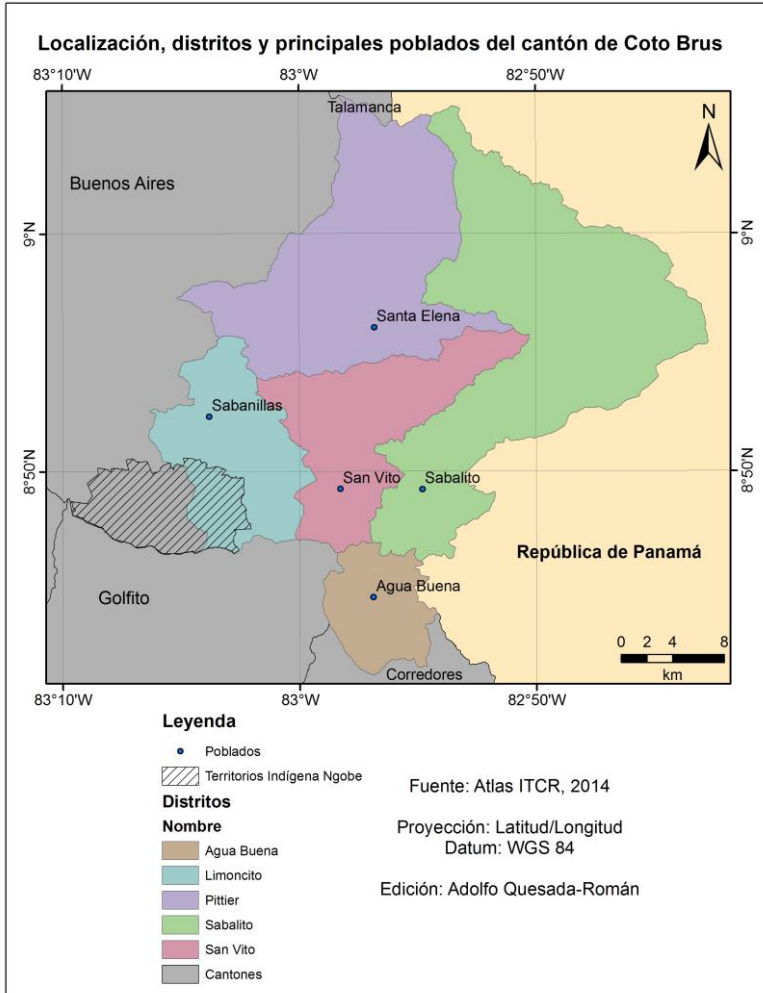 Localización, distritos y principales poblados del cantón de Coto Brus
83°10'W
83°W
82°50'W
Talamanca
N
Buenos Aires
9°N
9°N
Santa Elena
Sabanillas
8°50'N
8°50'N
San Vito
Sabalito
República de Panamá
Agua Buena
Golfito
0 2 4 8
km
Corredores
83°10'W
83°W
82°50'W
Leyenda
Poblados
Territorios Indígena Ngobe
Distritos
Nombre
Agua Buena
Limoncito
Pittier
Sabalito
San Vito
Cantones
Fuente: Atlas ITCR, 2014
Proyección: Latitud/Longitud
Datum: WGS 84
Edición: Adolfo Quesada-Román